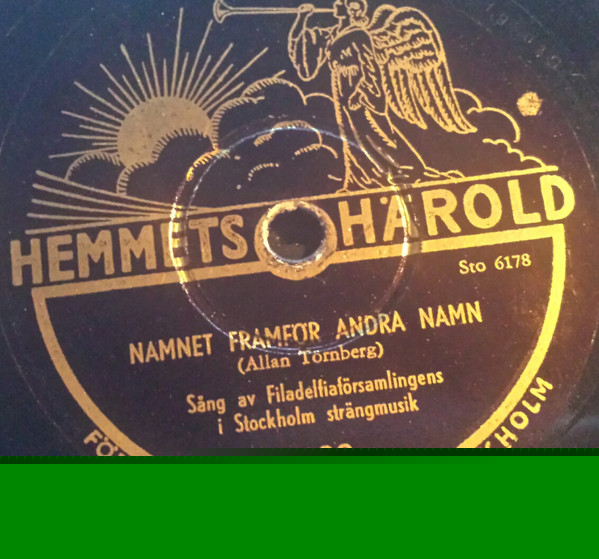 HEMMETS HÄROLD
Sto 6178
NAMNET FRAMFÖR ANDRA NAMN
(Allan Törnberg)
Sång av Filadelfiaförsamlingens
i Stockholm strängmusik